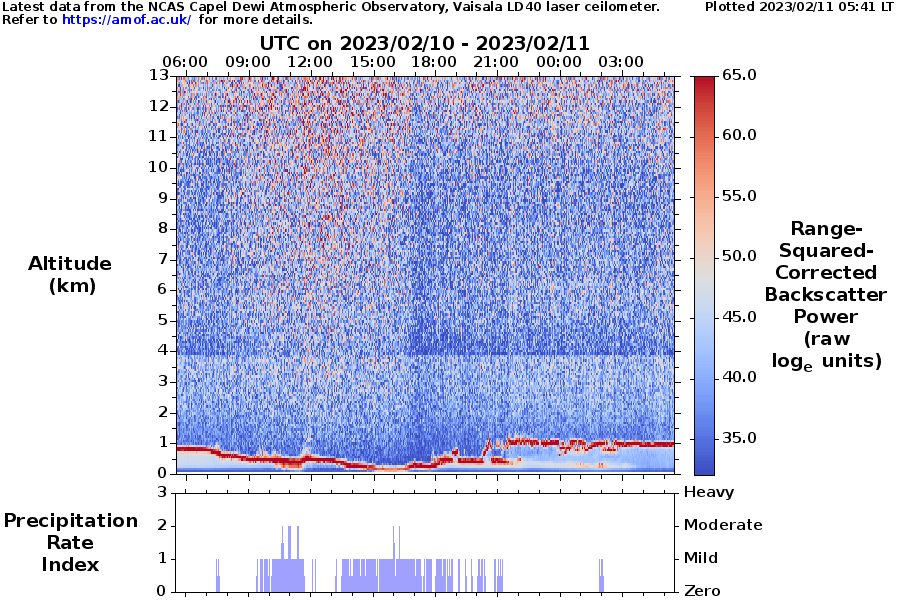 Latest data from the NCAS Capel Dewi Atmospheric Observatory, Vaisala LD40 laser ceilometer.
Plotted 2023/02/11 05:41 LT
Refer to https://amof.ac.uk/ for more details.
UTC on 2023/02/10 - 2023/02/11
06:00 09:00 12:00 15:00 18:00 21:00 00:00 03:00
13
12
11
10
9
8
7
6
5
4
3
2
1
0
Altitude
(km)
65.0
60.0
55.0
50.0
45.0
40.0
35.0
Range-
Squared-
Corrected
Backscatter
Power
(raw
loge units)
3
2
1
0
Precipitation
Rate
Index
Heavy
Moderate
Mild
Zero